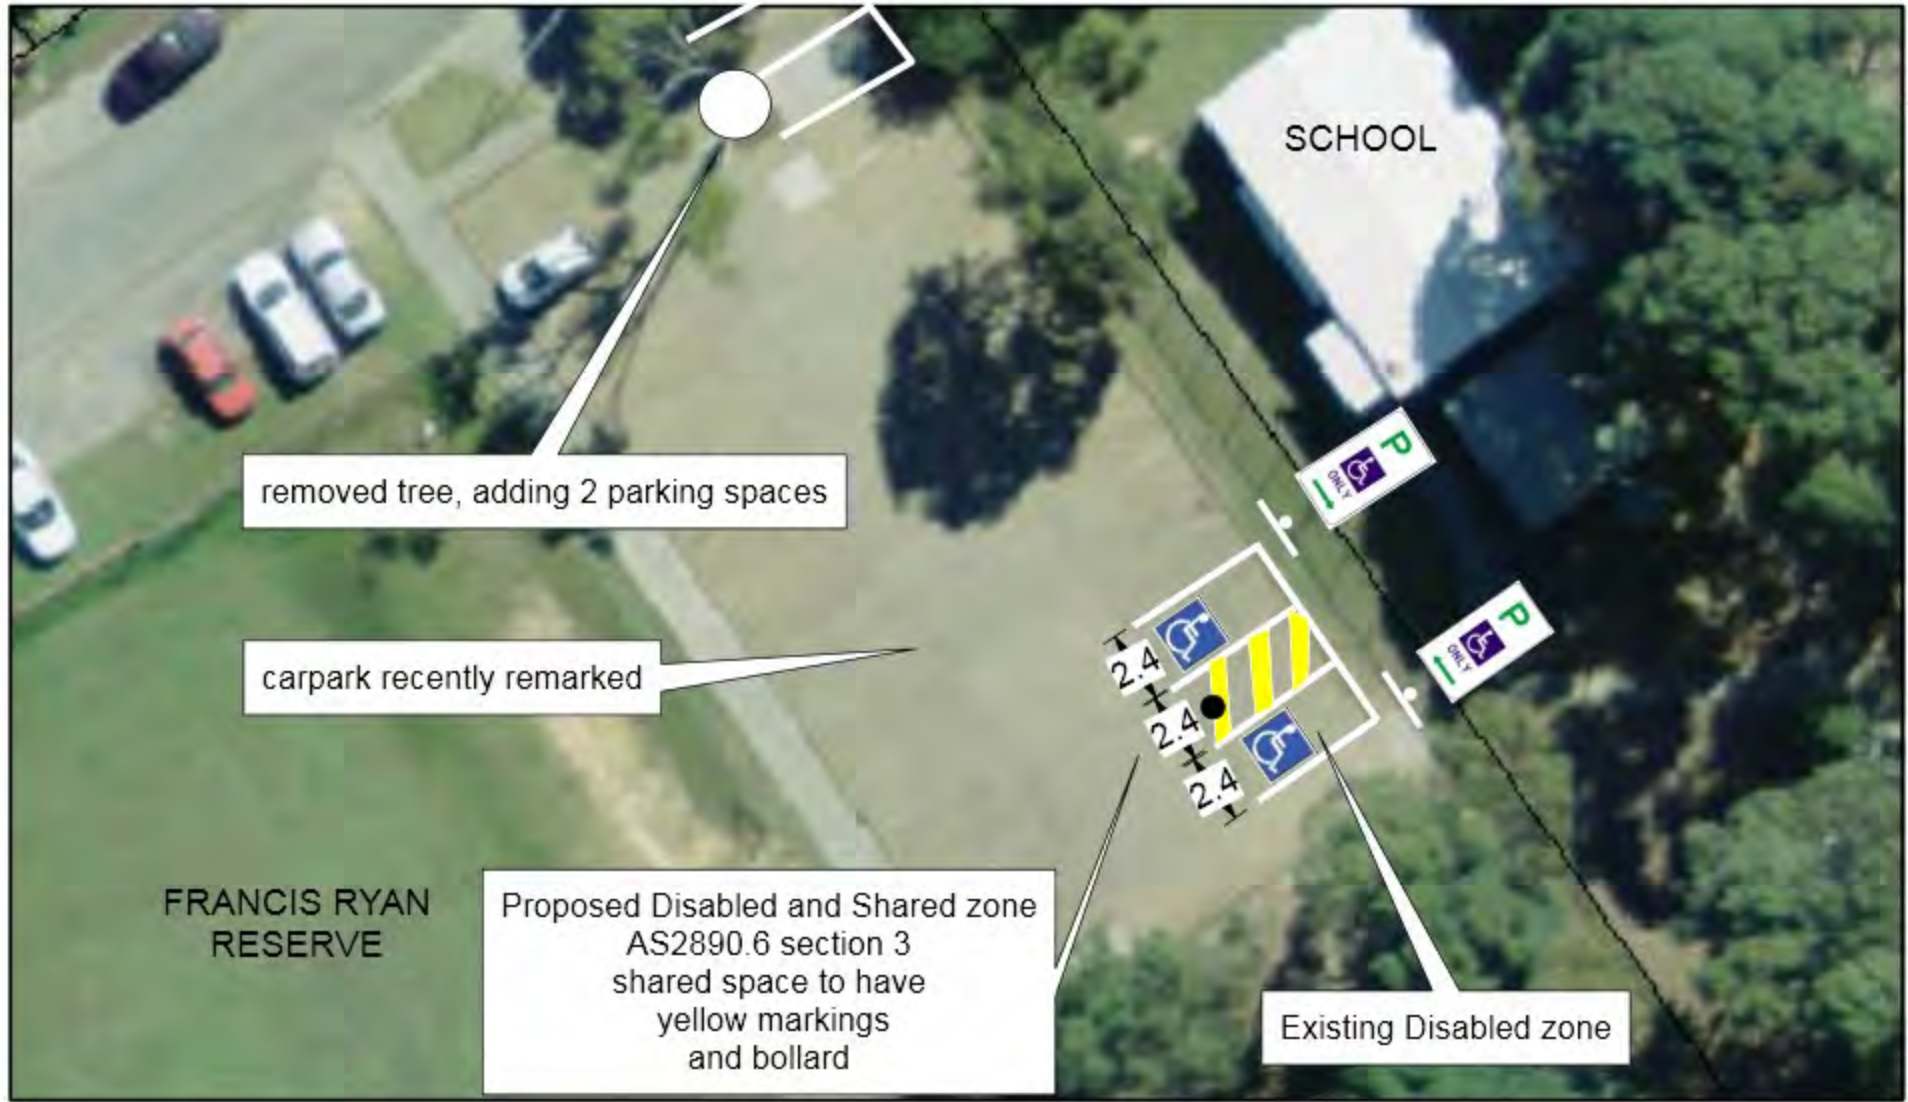 SCHOOL
P
ONLY
removed tree, adding 2 parking spaces
P
ONLY
carpark recently remarked
2.4
2.4
2.4
FRANCIS RYAN
RESERVE
Proposed Disabled and Shared zone
AS2890.6 section 3
shared space to have
yellow markings
and bollard
Existing Disabled zone